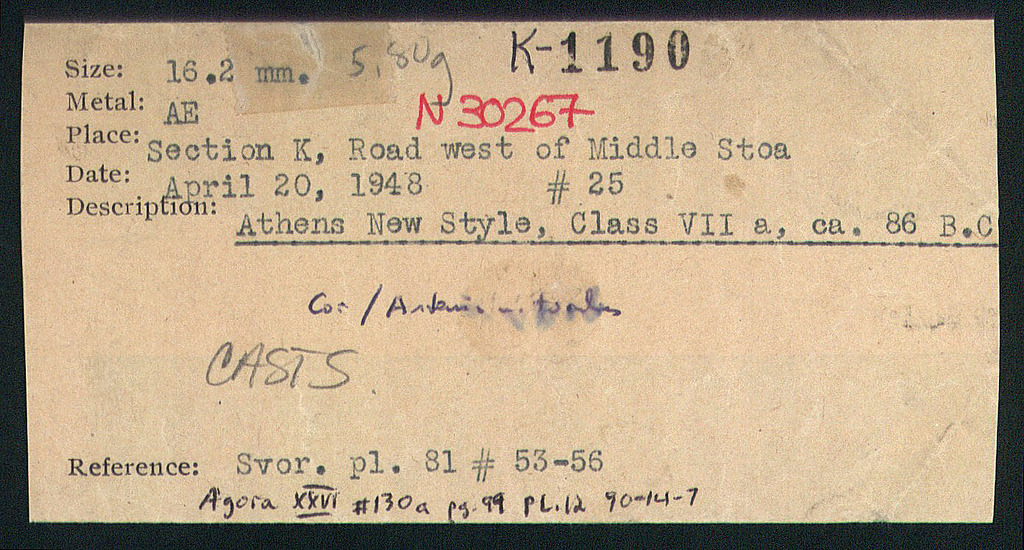 K-1190
Size: 16.2 mm. 5,80g
Metal: AE
N 30267
Place: Section K, Road west of Middle Stoa
Date: April 20, 1948 # 25
Description: Athens New Style, Class VII a, ca. 86 B.C
Cos /
CASTS
Reference: Svor. pl. 81 # 53-56
Agora XXVI #130a pg. 99 PL.12 90-14-7